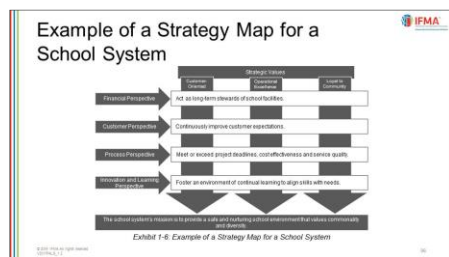 IFMA
Example of a Strategy Map for a
School System
Strategic Values
Customer
Oriented
Operational
Excellence
Loyal to
Community
Financial Perspective
Act as long-term stewards of school facilities.
Customer Perspective
Continuously improve customer expectations.
Process Perspective
Meet or exceed project deadlines, cost effectiveness and service quality.
Innovation and Learning
Perspective
Foster an environment of continual learning to align skills with needs.
The school system's mission is to provide a safe and nurturing school environment that values commonality
and diversity.
Exhibit 1-6: Example of a Strategy Map for a School System